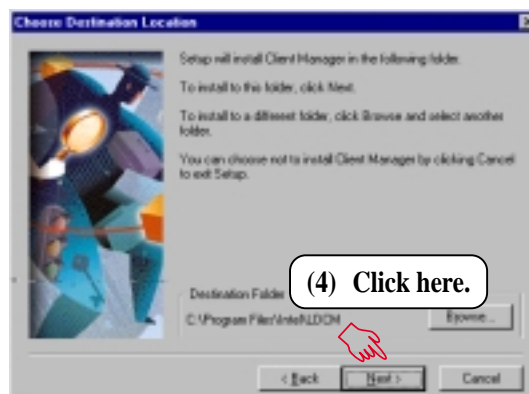 Choose Destination Location
Setup will install Client Manager in the following folder.
To install to this folder, click Next.
To install to a different folder, click Browse and select another
folder.
You can choose not to install Client Manager by clicking Cancel
to exit Setup.
(4) Click here.
Destination Folder
C:\Program Files\Intel\LDCM
Browse...
< Back
Next >
Cancel